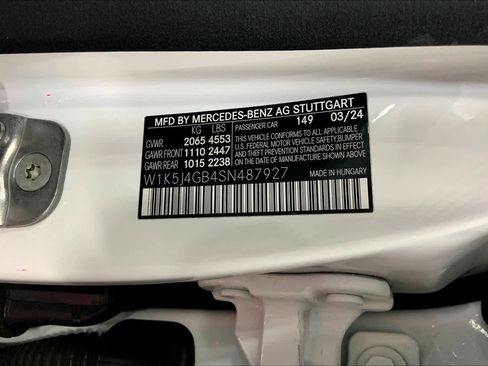 MFD BY MERCEDES-BENZ AG STUTTGART
KG LBS PASSENGER CAR 149 03/24
GVWR 2065 4553
GAWR FRONT 1110 2447
GAWR REAR 1015 2238
THIS VEHICLE CONFORMS TO ALL APPLICABLE
FEDERAL MOTOR VEHICLE SAFETY,BUMPER
AND THEFT PREVENTION STANDARDS IN
EFFECT ON THE DATE OF MANUFACTURE
SHOWN ABOVE.
W1K5J4GB4SN487927
MADE IN HUNGARY